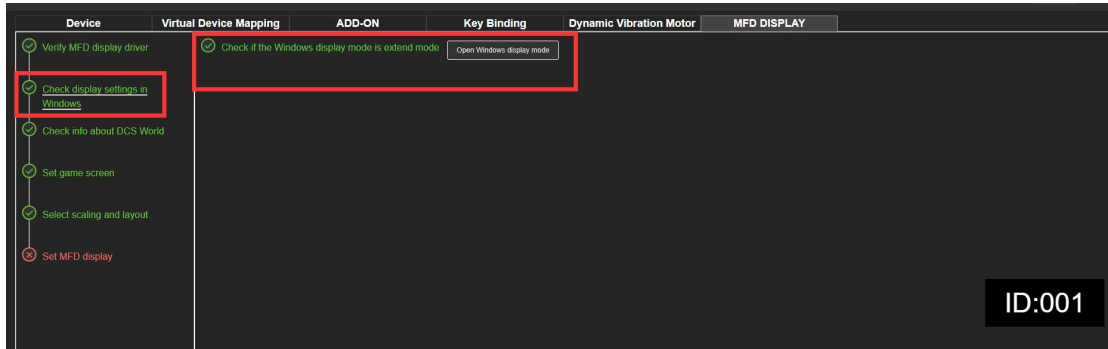 Device Virtual Device Mapping ADD-ON Key Binding Dynamic Vibration Motor MFD DISPLAY
Verify MFD display driver
Check if the Windows display mode is extend mode Open Windows display mode
Check display settings in
Windows
Check info about DCS World
Set game screen
Select scaling and layout
Set MFD display
ID:001